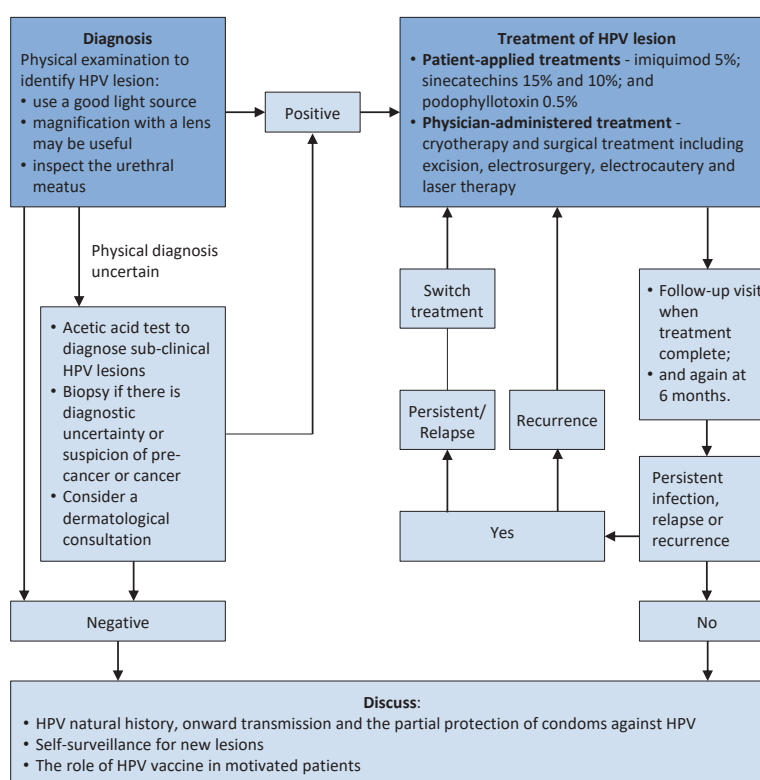 Diagnosis
Physical examination to
identify HPV lesion:
• use a good light source
• magnification with a lens
may be useful
• inspect the urethral
meatus
Positive
Treatment of HPV lesion
• Patient-applied treatments - imiquimod 5%;
sinecatechins 15% and 10%; and
podophyllotoxin 0.5%
• Physician-administered treatment -
cryotherapy and surgical treatment including
excision, electrosurgery, electrocautery and
laser therapy
Physical diagnosis
uncertain
• Acetic acid test to
diagnose sub-clinical
HPV lesions
• Biopsy if there is
diagnostic
uncertainty or
suspicion of pre-
cancer or cancer
• Consider a
dermatological
consultation
Switch
treatment
Persistent/
Relapse
Recurrence
• Follow-up visit
when
treatment
complete;
• and again at
6 months.
Persistent
infection,
relapse or
recurrence
Yes
Negative
No
Discuss:
• HPV natural history, onward transmission and the partial protection of condoms against HPV
• Self-surveillance for new lesions
• The role of HPV vaccine in motivated patients